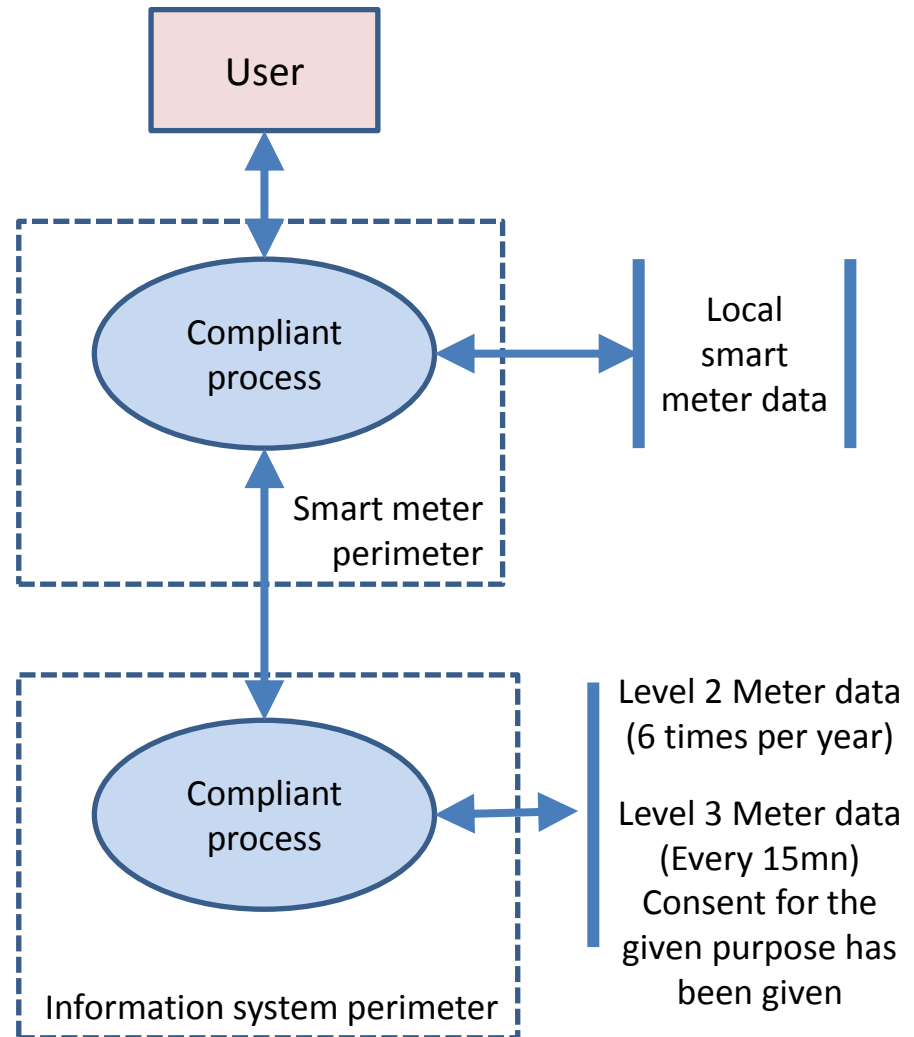 User
Compliant
process
Local
smart
meter data
Smart meter
perimeter
Level 2 Meter data
(6 times per year)
Compliant
process
Level 3 Meter data
(Every 15mn)
Consent for the
given purpose has
been given
Information system perimeter